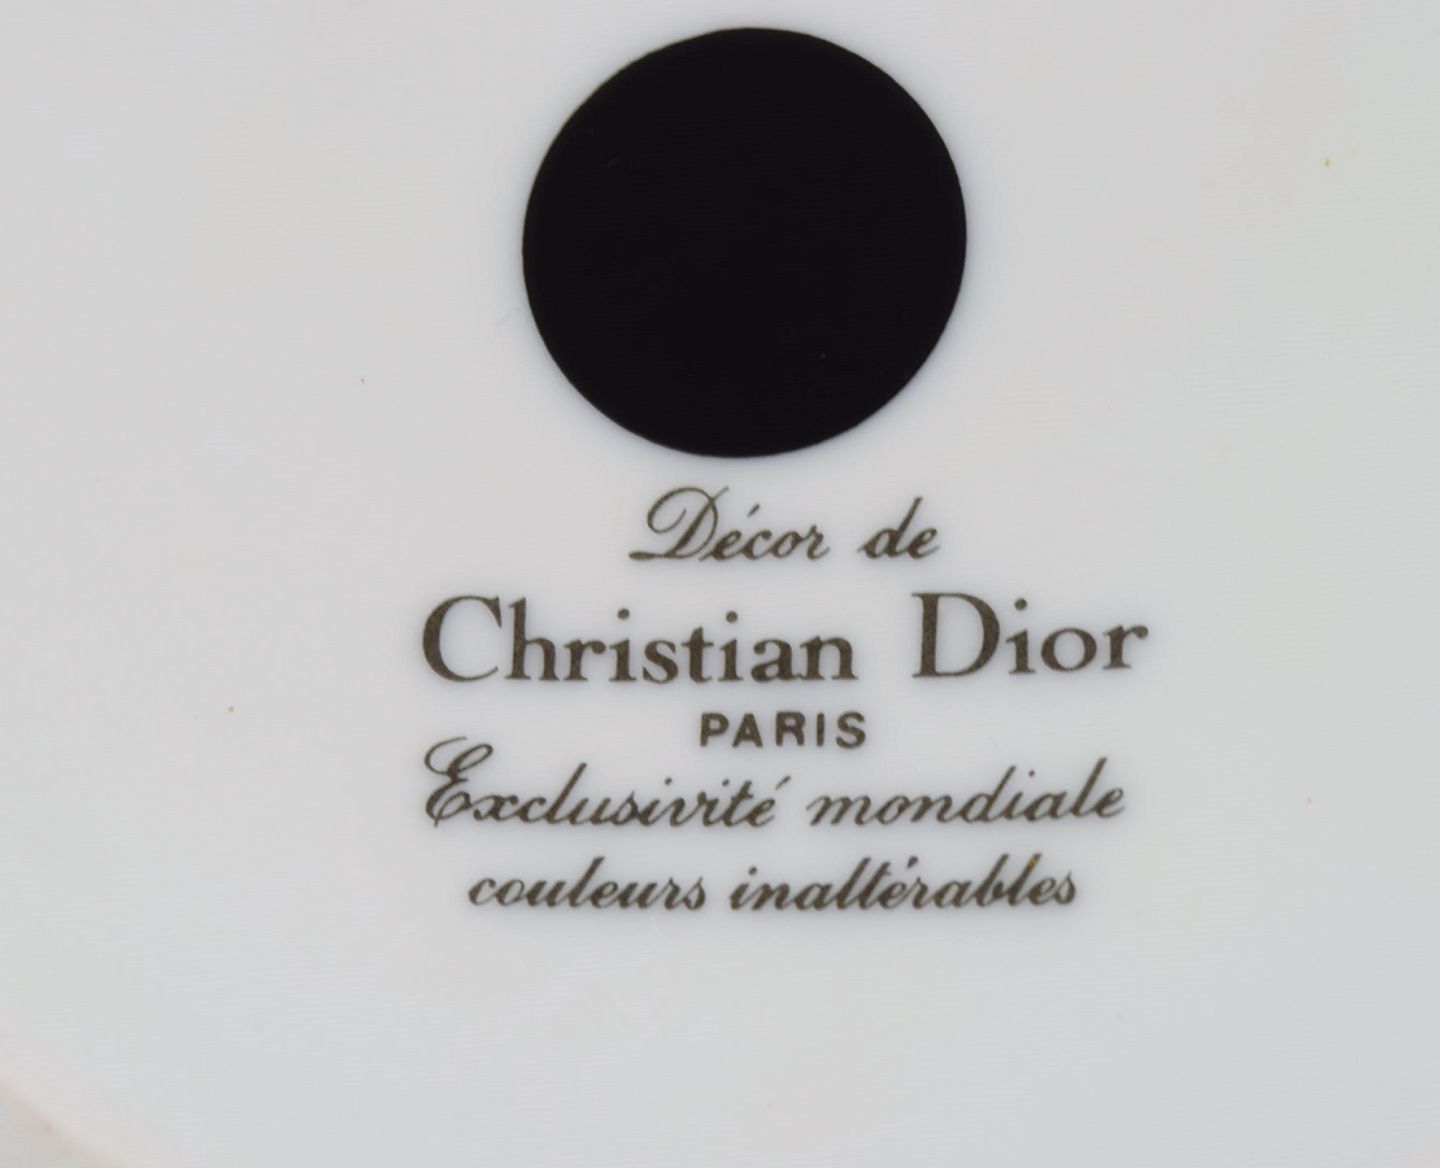 Décor de
Christian Dior
PARIS
Exclusivité mondiale
couleurs inaltérables